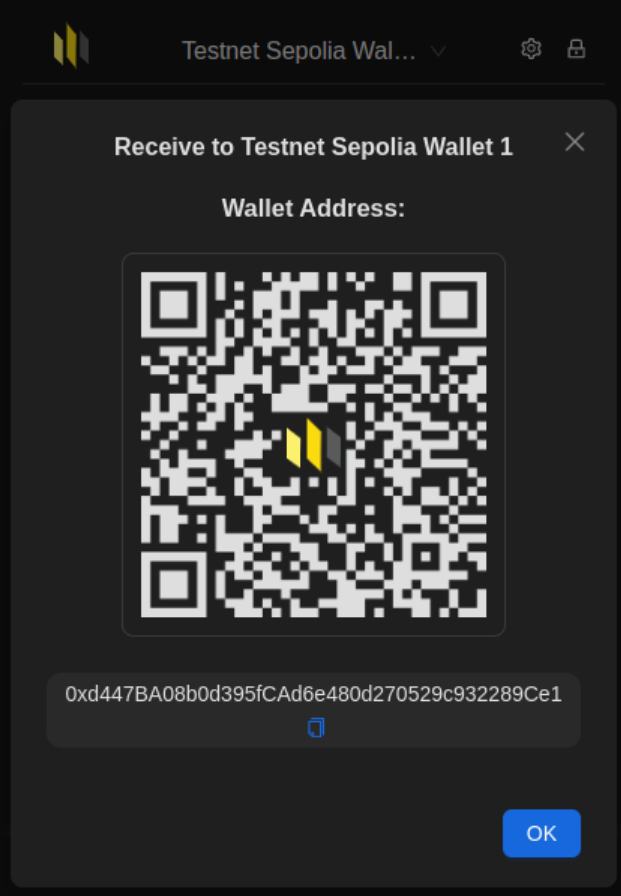 Testnet Sepolia Wal...
Receive to Testnet Sepolia Wallet 1
Wallet Address:
0xd447BA08b0d395fCAd6e480d270529c932289Ce1
OK